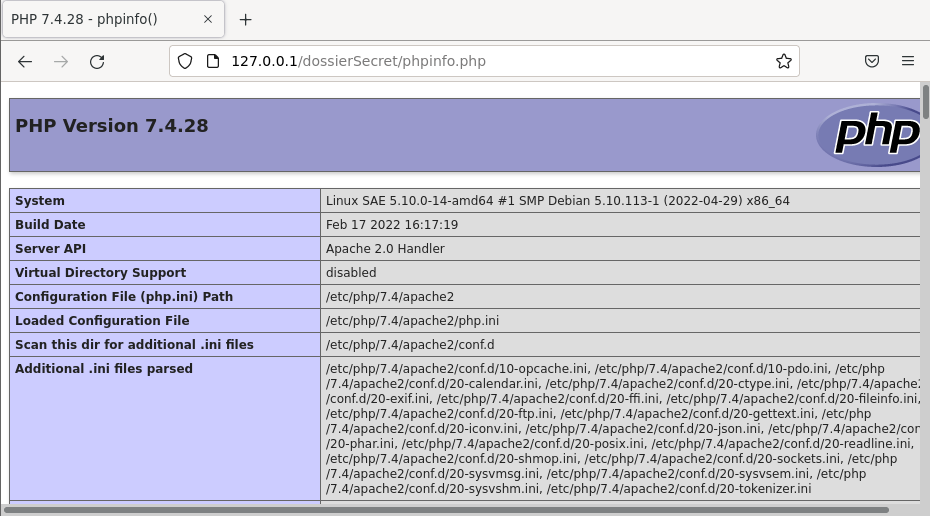 PHP 7.4.28 - phpinfo()
127.0.0.1/dossierSecret/phpinfo.php
PHP Version 7.4.28
php
System Linux SAE 5.10.0-14-amd64 #1 SMP Debian 5.10.113-1 (2022-04-29) x86_64
Build Date Feb 17 2022 16:17:19
Server API Apache 2.0 Handler
Virtual Directory Support disabled
Configuration File (php.ini) Path /etc/php/7.4/apache2
Loaded Configuration File /etc/php/7.4/apache2/php.ini
Scan this dir for additional .ini files /etc/php/7.4/apache2/conf.d
Additional .ini files parsed /etc/php/7.4/apache2/conf.d/10-opcache.ini, /etc/php/7.4/apache2/conf.d/10-pdo.ini, /etc/php
/7.4/apache2/conf.d/20-calendar.ini, /etc/php/7.4/apache2/conf.d/20-ctype.ini, /etc/php/7.4/apache2
/conf.d/20-exif.ini, /etc/php/7.4/apache2/conf.d/20-ffi.ini, /etc/php/7.4/apache2/conf.d/20-fileinfo.ini,
/etc/php/7.4/apache2/conf.d/20-ftp.ini, /etc/php/7.4/apache2/conf.d/20-gettext.ini, /etc/php
/7.4/apache2/conf.d/20-iconv.ini, /etc/php/7.4/apache2/conf.d/20-json.ini, /etc/php/7.4/apache2/con
/20-phar.ini, /etc/php/7.4/apache2/conf.d/20-posix.ini, /etc/php/7.4/apache2/conf.d/20-readline.ini,
/etc/php/7.4/apache2/conf.d/20-shmop.ini, /etc/php/7.4/apache2/conf.d/20-sockets.ini, /etc/php
/7.4/apache2/conf.d/20-sysvmsg.ini, /etc/php/7.4/apache2/conf.d/20-sysvsem.ini, /etc/php
/7.4/apache2/conf.d/20-sysvshm.ini, /etc/php/7.4/apache2/conf.d/20-tokenizer.ini